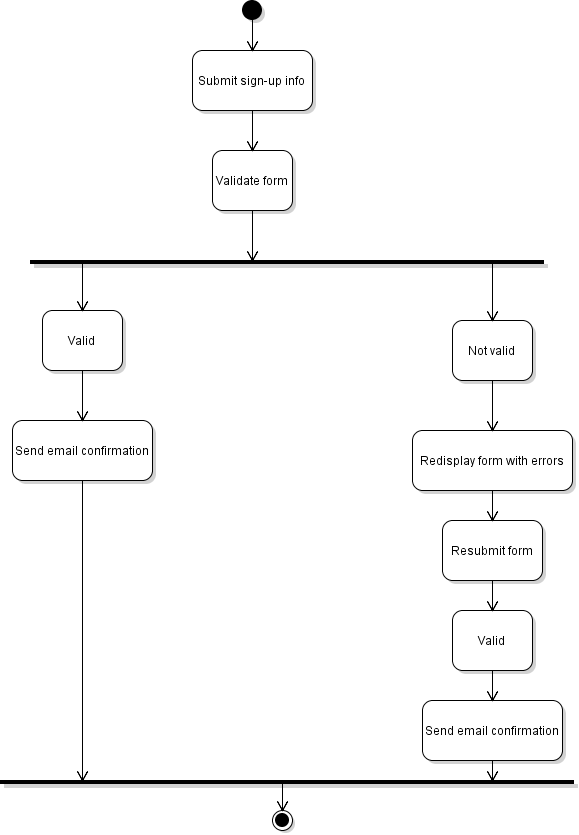 Submit sign-up info
Validate form
Valid
Not valid
Send email confirmation
Redisplay form with errors
Resubmit form
Valid
Send email confirmation